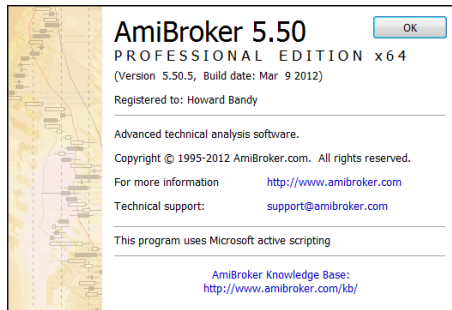 AmiBroker 5.50
OK
PROFESSIONAL EDITION x64
(Version 5.50.5, Build date: Mar 9 2012)
Registered to: Howard Bandy
Advanced technical analysis software.
Copyright © 1995-2012 AmiBroker.com. All rights reserved.
For more information http://www.amibroker.com
Technical support: support@amibroker.com
This program uses Microsoft active scripting
AmiBroker Knowledge Base:
http://www.amibroker.com/kb/